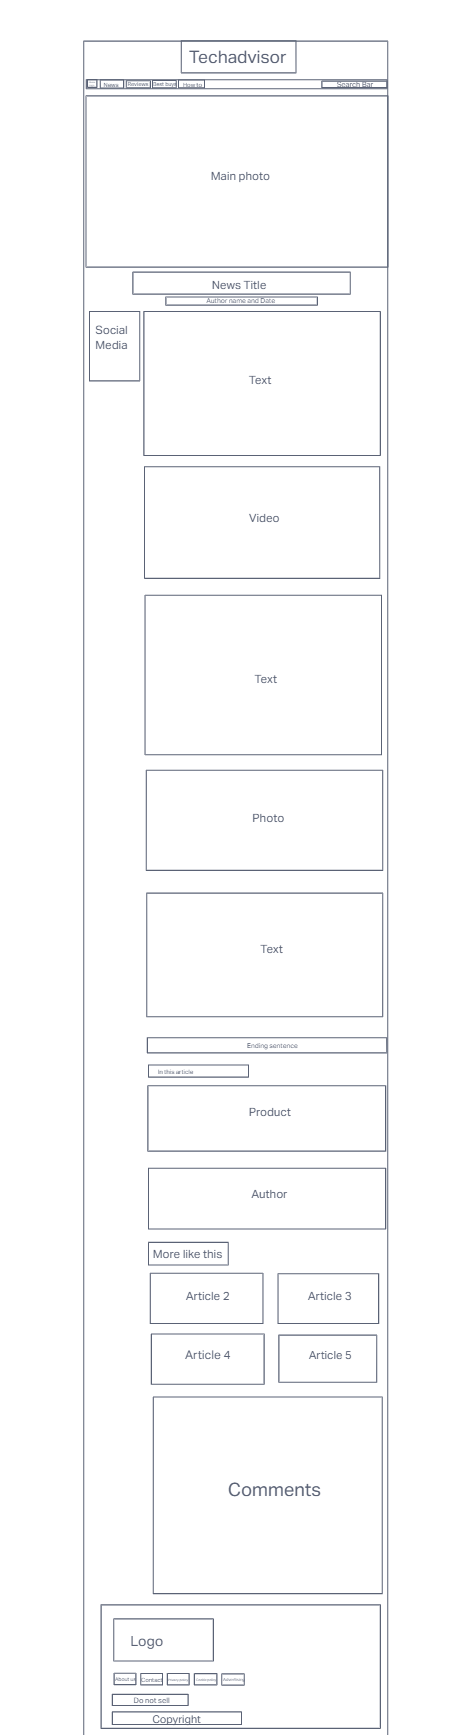 Techadvisor
News Reviews Best buys How to Search Bar
Main photo
News Title
Author name and Date
Social
Media
Text
Video
Text
Photo
Text
Ending sentence
In this article
Product
Author
More like this
Article 2 Article 3
Article 4 Article 5
Comments
Logo
About us Contact Advertising
Do not sell
Copyright